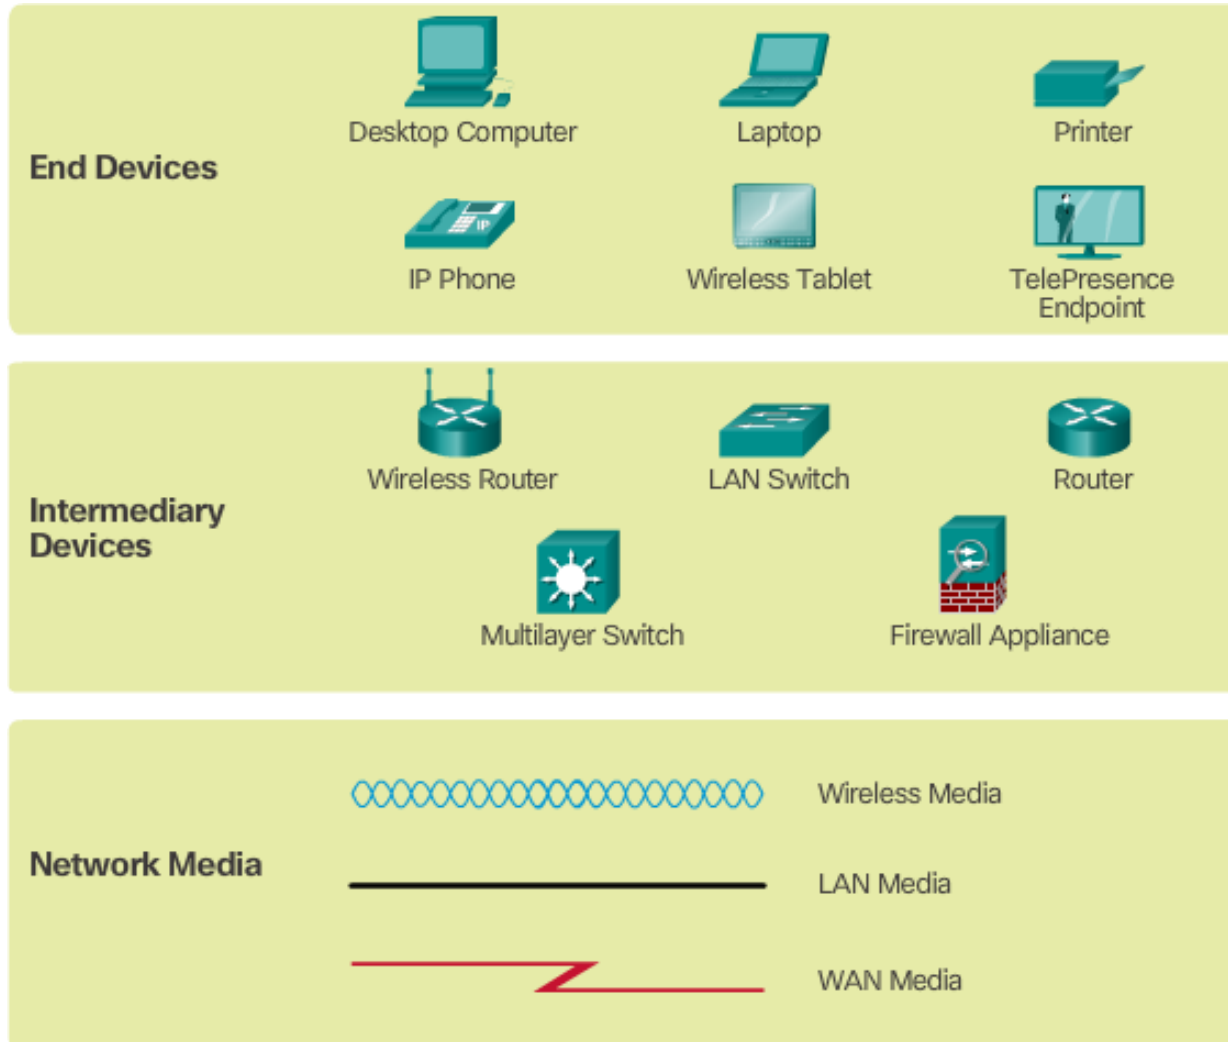 End Devices
Desktop Computer
Laptop
Printer
IP
IP Phone
Wireless Tablet
TelePresence
Endpoint
Intermediary
Devices
Wireless Router
LAN Switch
Router
Multilayer Switch
Firewall Appliance
Network Media
Wireless Media
LAN Media
WAN Media